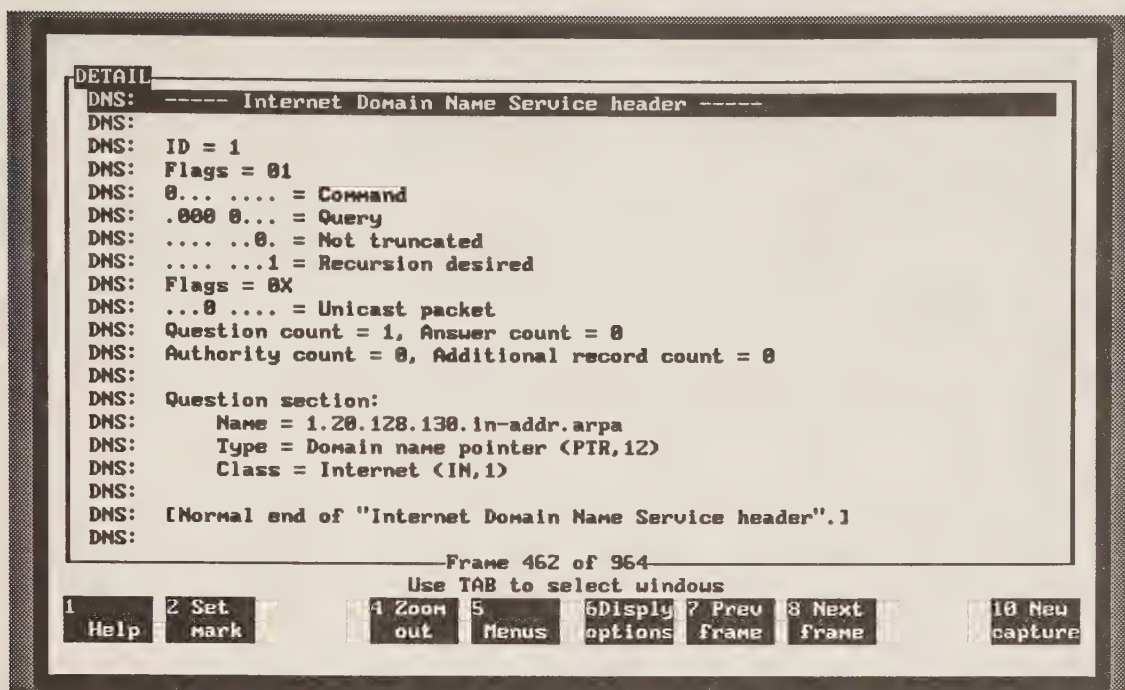 DETAIL
DNS: ----- Internet Domain Name Service header -----
DNS:
DNS: ID = 1
DNS: Flags = 01
DNS: 0... .... = Command
DNS: .000 0... = Query
DNS: .... ..0. = Not truncated
DNS: .... ...1 = Recursion desired
DNS: Flags = 0X
DNS: ...0 .... = Unicast packet
DNS: Question count = 1, Answer count = 0
DNS: Authority count = 0, Additional record count = 0
DNS:
DNS: Question section:
DNS: Name = 1.20.128.130.in-addr.arpa
DNS: Type = Domain name pointer (PTR,12)
DNS: Class = Internet (IN,1)
DNS:
DNS: [Normal end of "Internet Domain Name Service header".]
DNS:
Frame 462 of 964
Use TAB to select windows
1 2 Set 4 Zoom 5 6Disply 7 Prev 8 Next 10 New
Help mark out Menus options frame frame capture